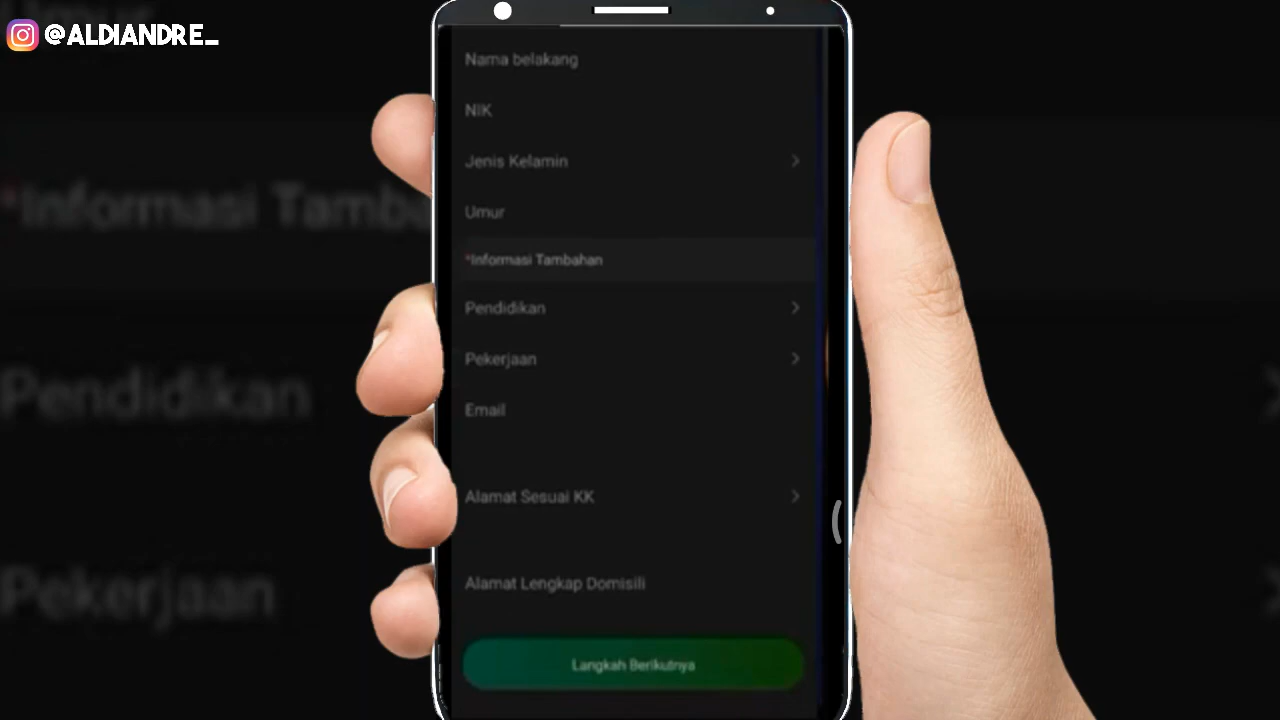 @ALDIANDRE_
Nama belakang
NIK
Jenis Kelamin
Umur
*Informasi Tambahan
Pendidikan
Pekerjaan
Email
Alamat Sesuai KK
Alamat Lengkap Domisili
Langkah Berikutnya
Umur
*Informasi Tamba
Pendidikan
Pekerjaan